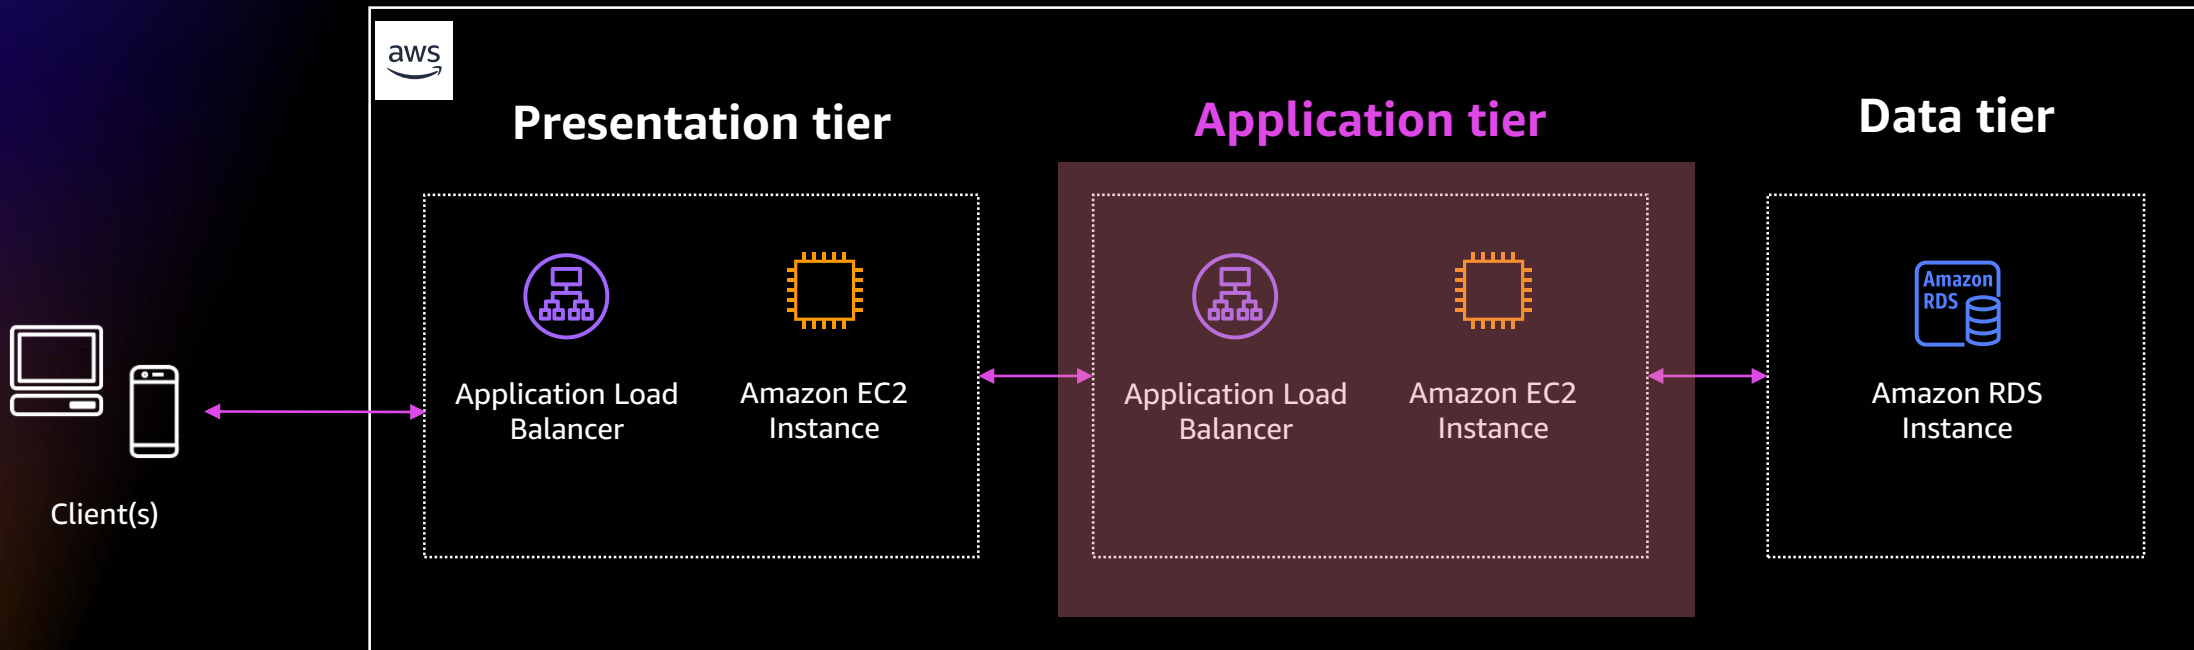 aws
Presentation tier
Application tier
Data tier
Application Load
Balancer
Amazon EC2
Instance
Application Load
Balancer
Amazon EC2
Instance
Amazon
RDS
Amazon RDS
Instance
Client(s)